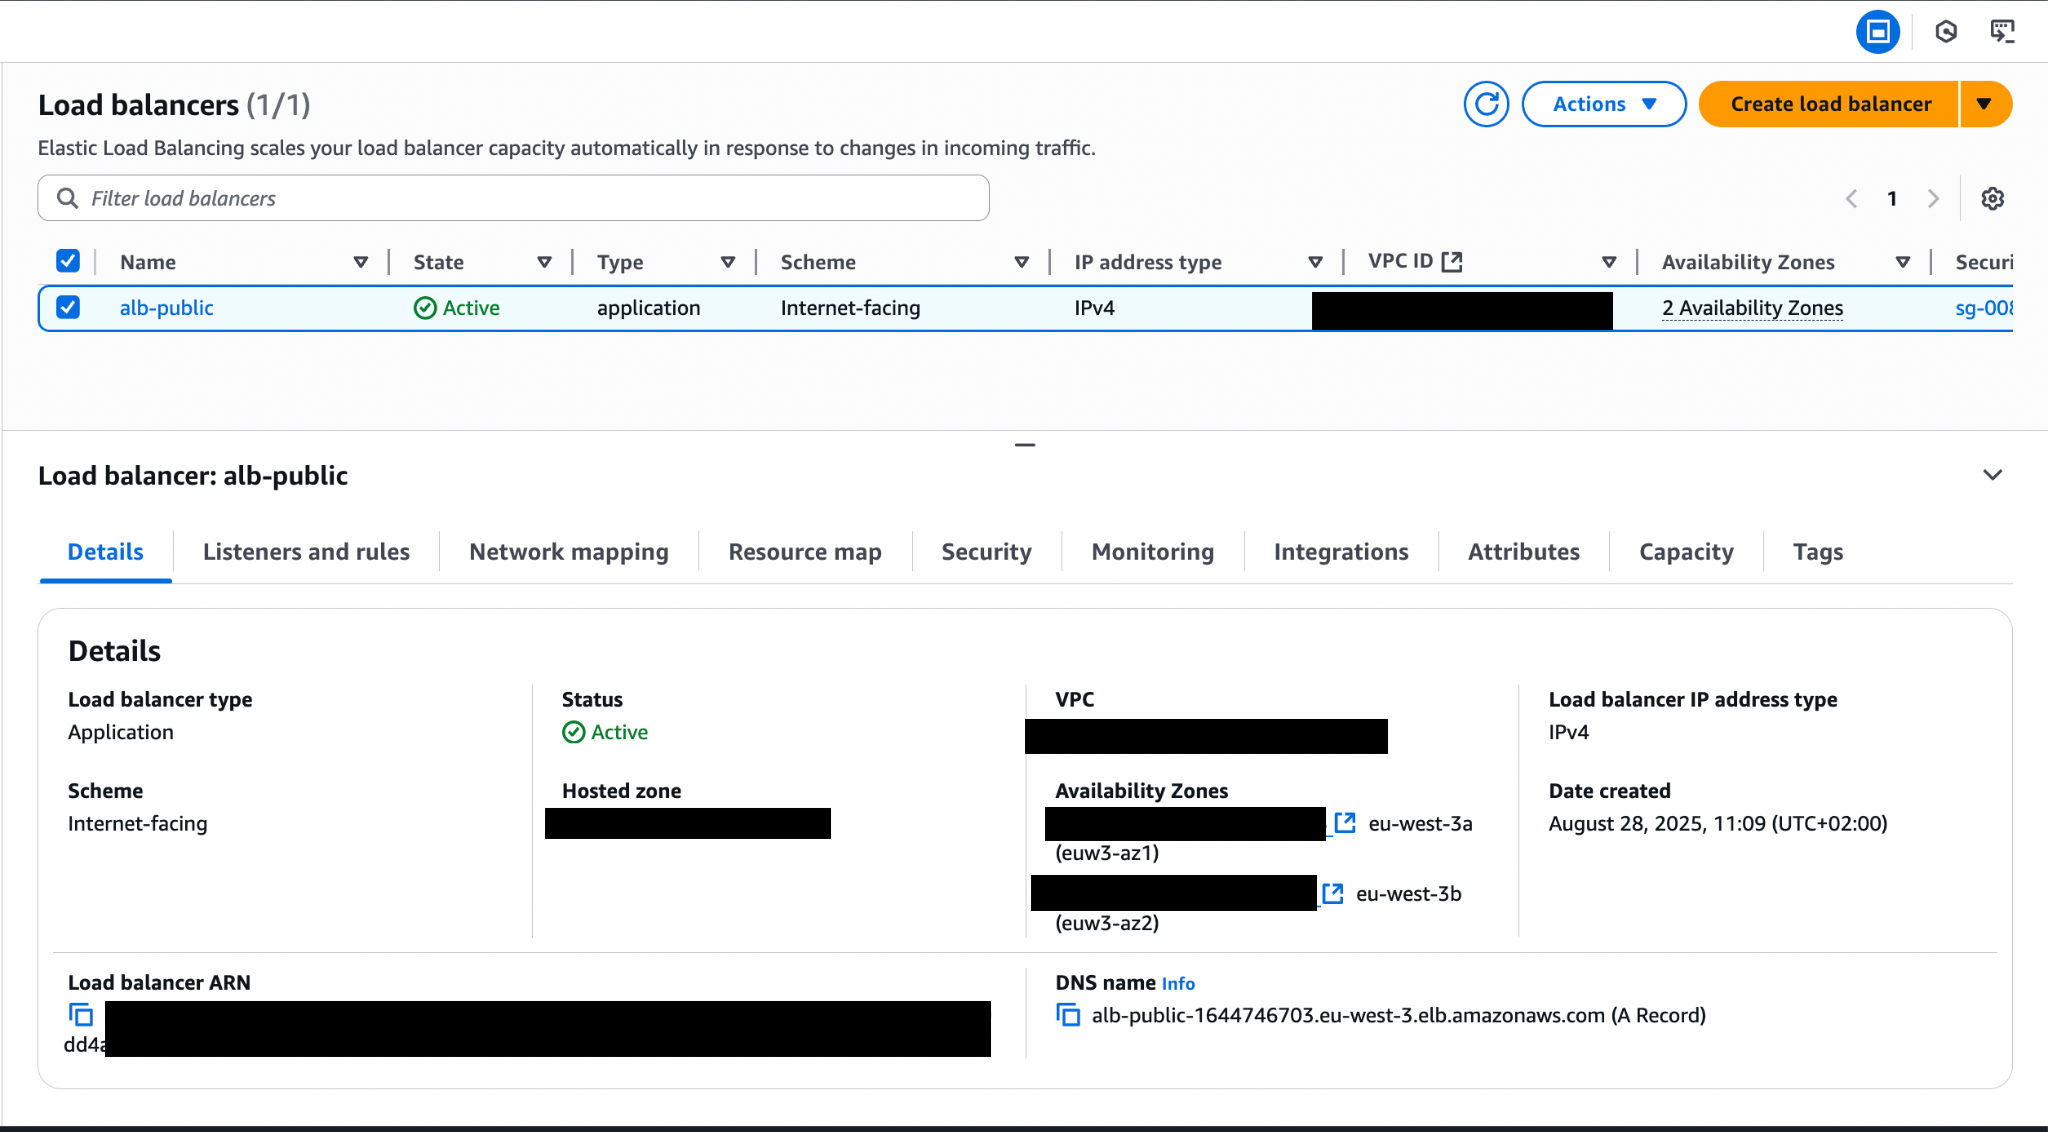 Load balancers (1/1)
Actions
Create load balancer
Elastic Load Balancing scales your load balancer capacity automatically in response to changes in incoming traffic.
Filter load balancers
1
Name State Type Scheme IP address type VPC ID Availability Zones Securi
alb-public Active application Internet-facing IPv4 2 Availability Zones sg-008
Load balancer: alb-public
Details Listeners and rules Network mapping Resource map Security Monitoring Integrations Attributes Capacity Tags
Details
Load balancer type
Application
Scheme
Internet-facing
Status
Active
Hosted zone
VPC
Availability Zones
eu-west-3a
(euw3-az1)
eu-west-3b
(euw3-az2)
Load balancer IP address type
IPv4
Date created
August 28, 2025, 11:09 (UTC+02:00)
Load balancer ARN
dd4a
DNS name Info
alb-public-1644746703.eu-west-3.elb.amazonaws.com (A Record)